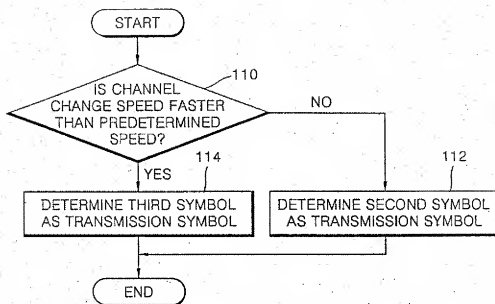 START
IS CHANNEL
CHANGE SPEED FASTER
THAN PREDETERMINED
SPEED?
110
NO
YES
114
DETERMINE THIRD SYMBOL
AS TRANSMISSION SYMBOL
112
DETERMINE SECOND SYMBOL
AS TRANSMISSION SYMBOL
END